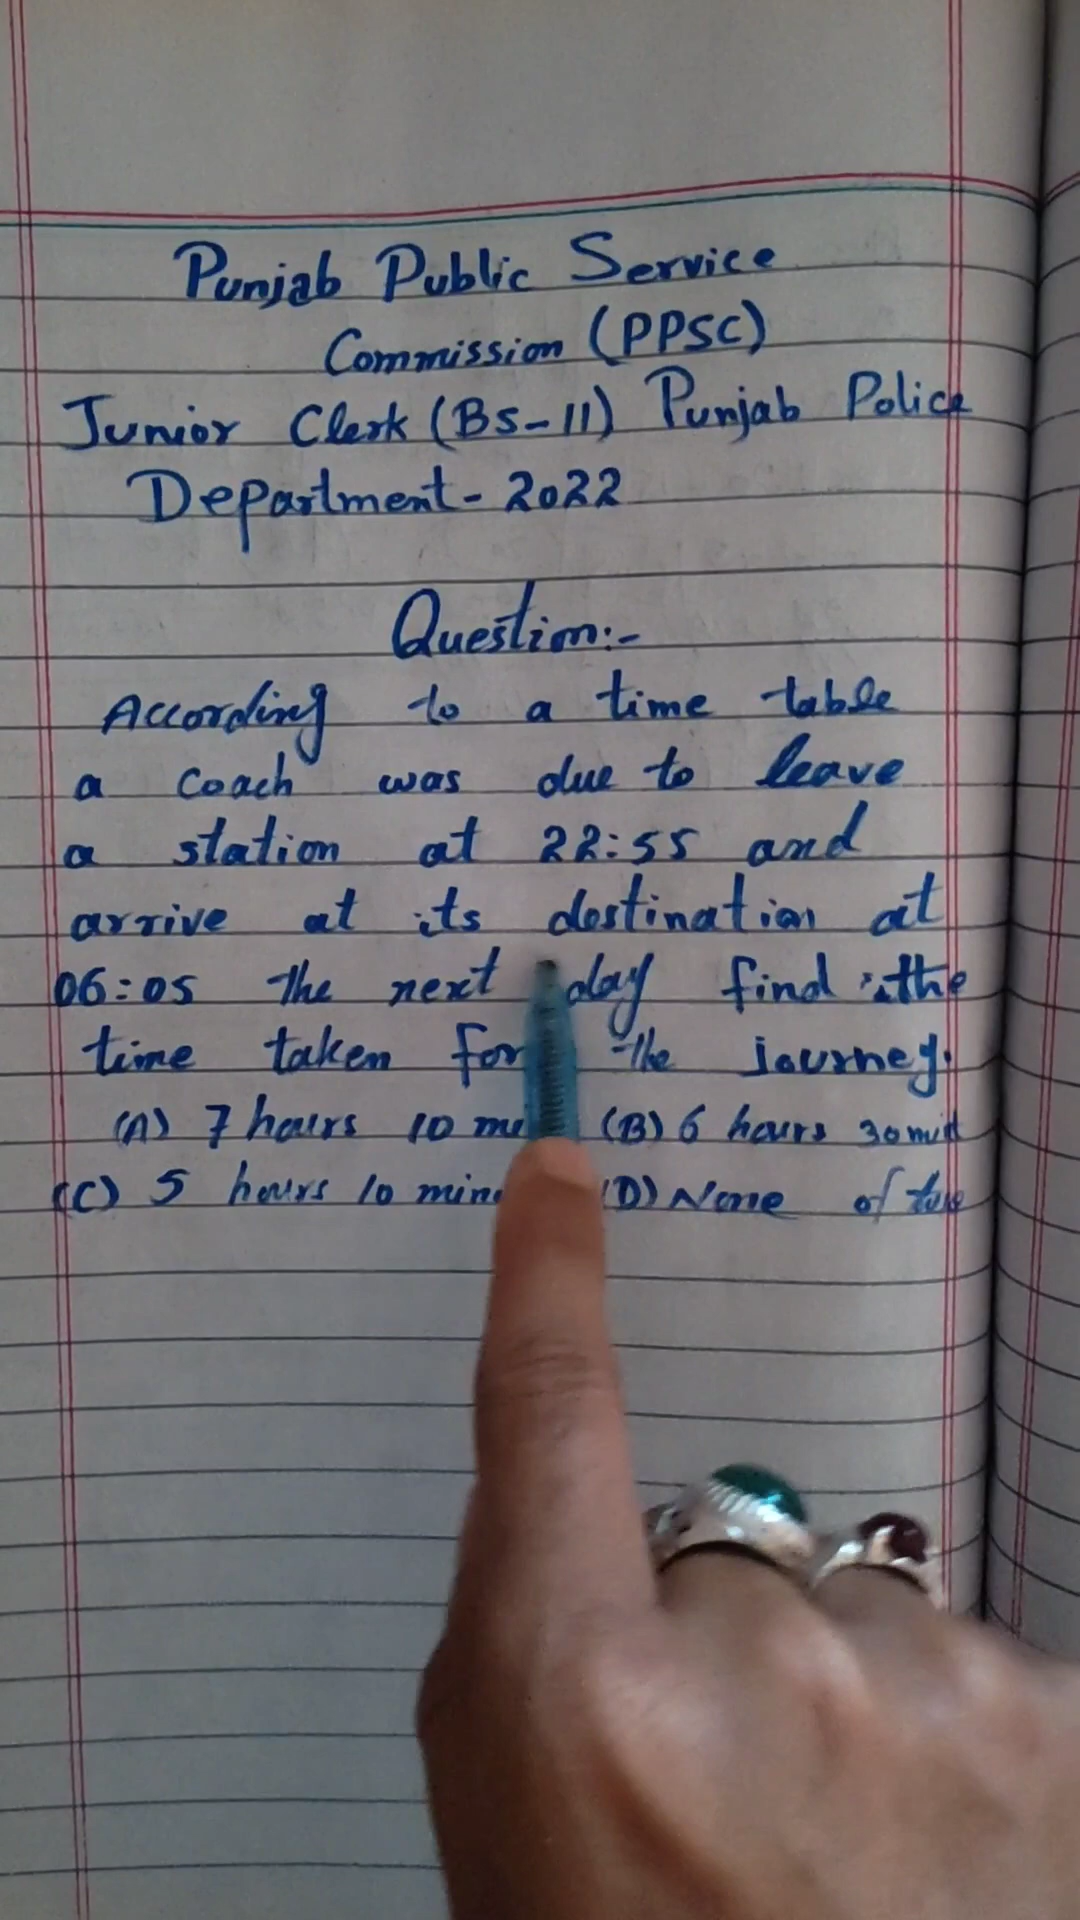 Punjab Public Service
Commission (PPSC)
Junior Clerk (BS-11) Punjab Police
Department - 2022
Question:-
According to a time table
a coach was due to leave
a station at 22:55 and
arrive at its destination at
06:05 the next day find the
time taken for the journey.
(A) 7 hours 10 (B) 6 hours 30
(C) 5 hours 10 (D) None of